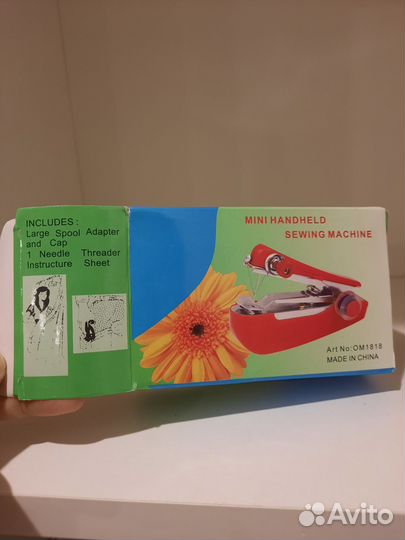 INCLUDES :
Large Spool Adapter
and Cap
1 Needle Threader
Instructure Sheet
MINI HANDHELD
SEWING MACHINE
Art No:OM1818
MADE IN CHINA
Avito